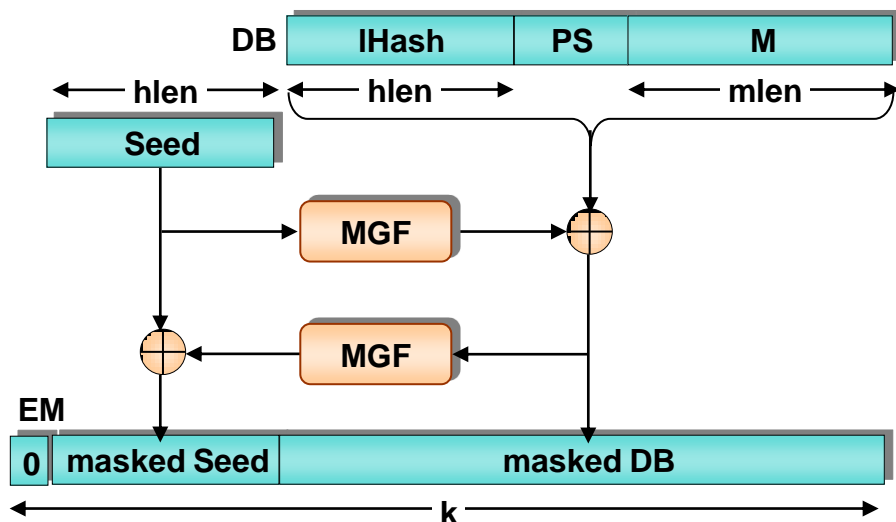 DB lHash PS M
hlen hlen mlen
Seed
MGF
MGF
EM
0 masked Seed masked DB
k